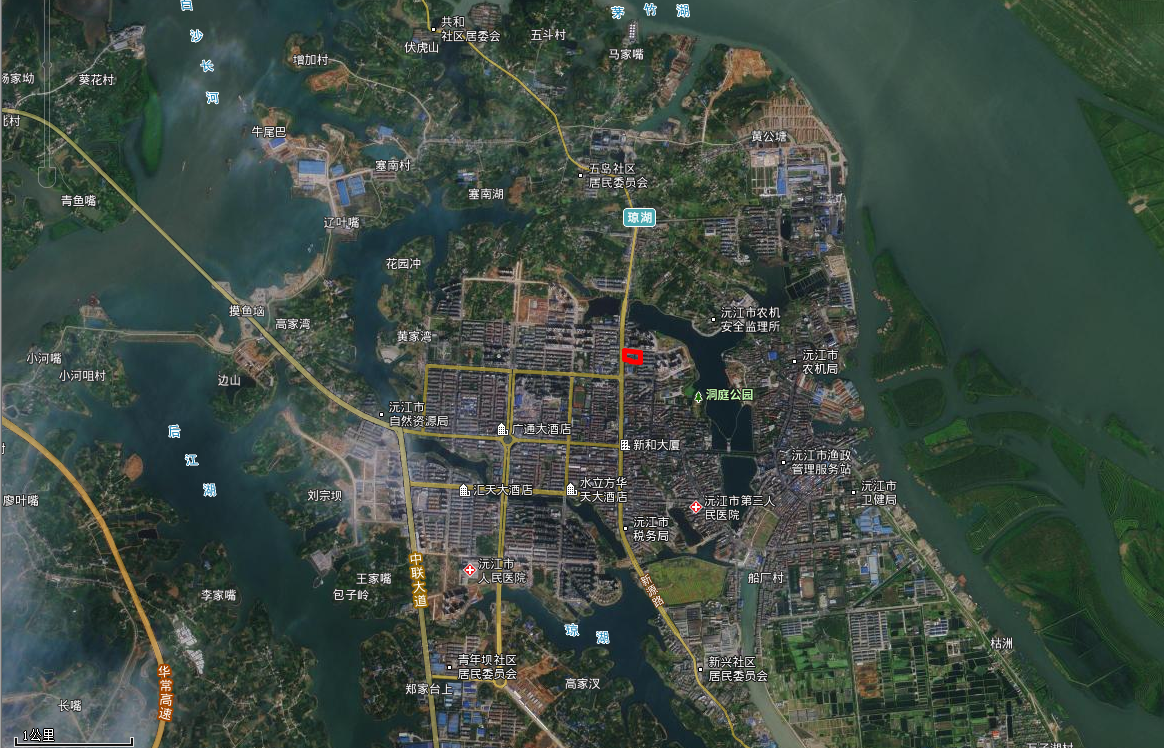 白
沙
长
河
茅竹湖
共和
社区居委会
伏虎山
五斗村
马家嘴
增加村
杨家坳
葵花村
牛尾巴
塞南村
黄公塘
五岛社区
居民委员会
青鱼嘴
塞南湖
琼湖
辽叶嘴
花园冲
摸鱼垴
高家湾
黄家湾
沅江市农机
安全监理所
小河嘴
小河咀村
边山
沅江市
农机局
洞庭公园
沅江市
自然资源局
广通大酒店
新和大厦
后
江
湖
沅江市渔政
管理服务站
廖叶嘴
刘宗坝
汇天大酒店
水立方华
天大酒店
沅江市第三人
民医院
沅江市
卫健局
沅江市
税务局
中联大道
沅江市
人民医院
王家嘴
包子岭
李家嘴
新源路
船厂村
琼湖
枯洲
华常高速
青年坝社区
居民委员会
郑家台上
高家汊
新兴社区
居民委员会
长嘴
1公里